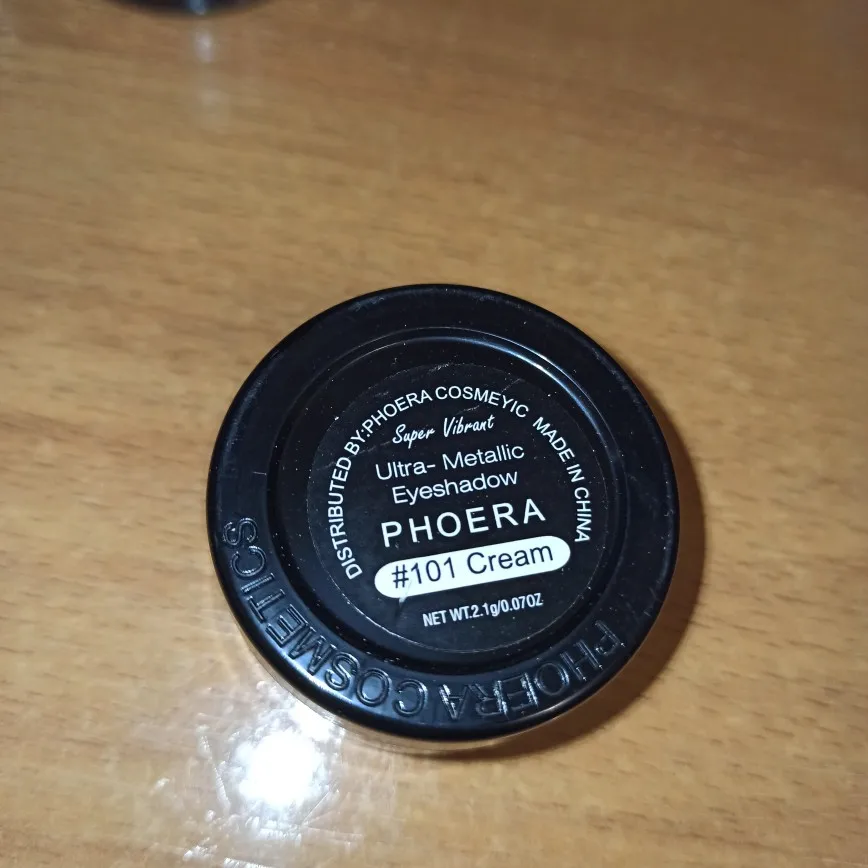 DISTRIBUTED BY:PHOERA COSMEYIC MADE IN CHINA
Super Vibrant
Ultra- Metallic
Eyeshadow
PHOERA
#101 Cream
NET WT.2.1g/0.07OZ
PHOERA COSMETICS